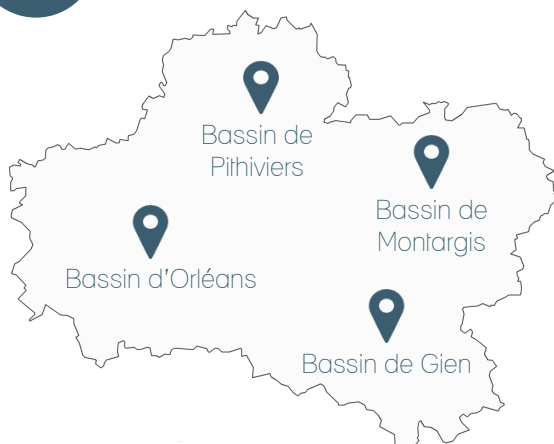 Bassin de
Pithiviers
Bassin de
Montargis
Bassin d'Orléans
Bassin de Gien